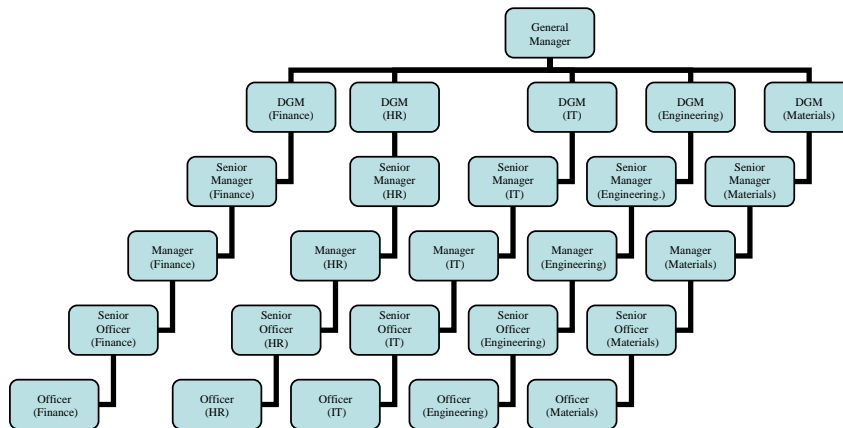 General
Manager
DGM
(Finance)
DGM
(HR)
DGM
(IT)
DGM
(Engineering)
DGM
(Materials)
Senior
Manager
(Finance)
Senior
Manager
(HR)
Senior
Manager
(IT)
Senior
Manager
(Engineering.)
Senior
Manager
(Materials)
Manager
(Finance)
Manager
(HR)
Manager
(IT)
Manager
(Engineering)
Manager
(Materials)
Senior
Officer
(Finance)
Senior
Officer
(HR)
Senior
Officer
(IT)
Senior
Officer
(Engineering)
Senior
Officer
(Materials)
Officer
(Finance)
Officer
(HR)
Officer
(IT)
Officer
(Engineering)
Officer
(Materials)